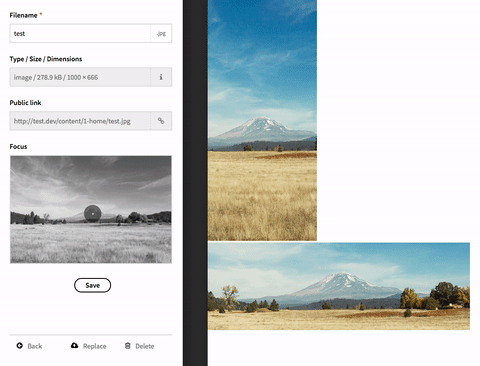 Filename *
test .jpg
Type / Size / Dimensions
image / 278.9 kB / 1000 × 666
Public link
http://test.dev/content/1-home/test.jpg
Focus
Save
Back Replace Delete